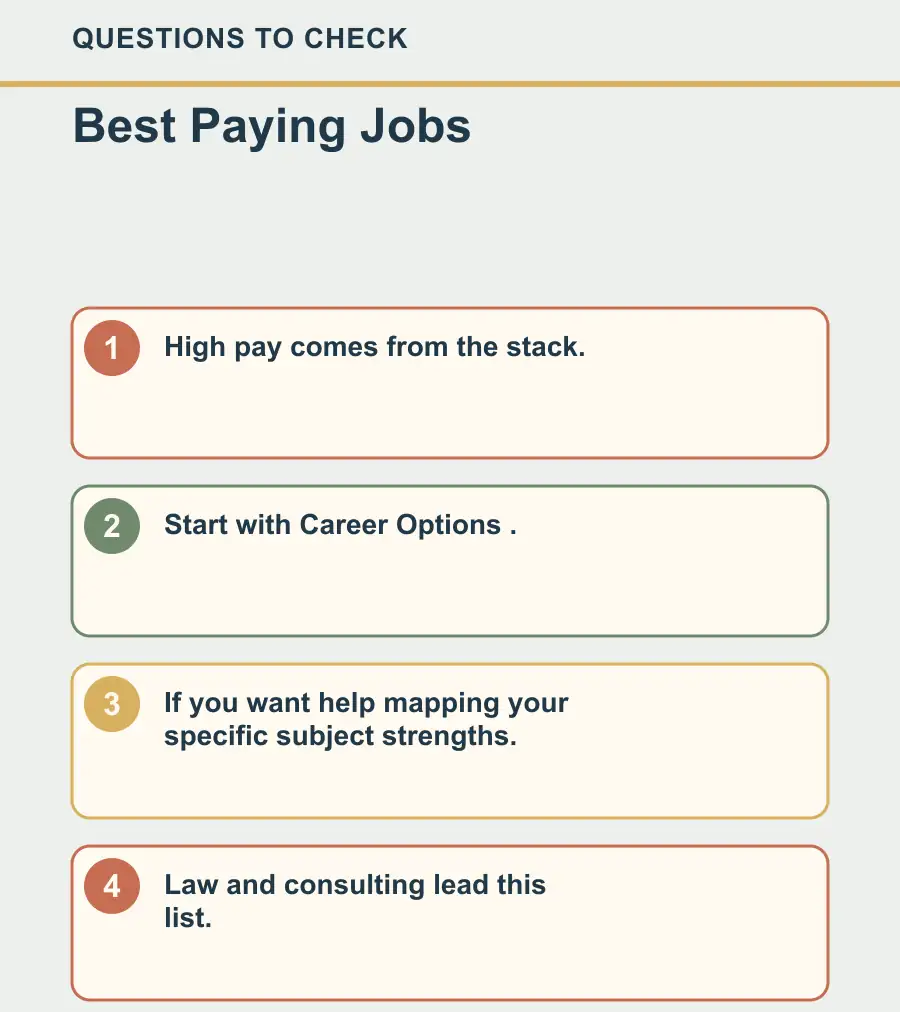 QUESTIONS TO CHECK
Best Paying Jobs
1
High pay comes from the stack.
2
Start with Career Options .
3
If you want help mapping your
specific subject strengths.
4
Law and consulting lead this
list.